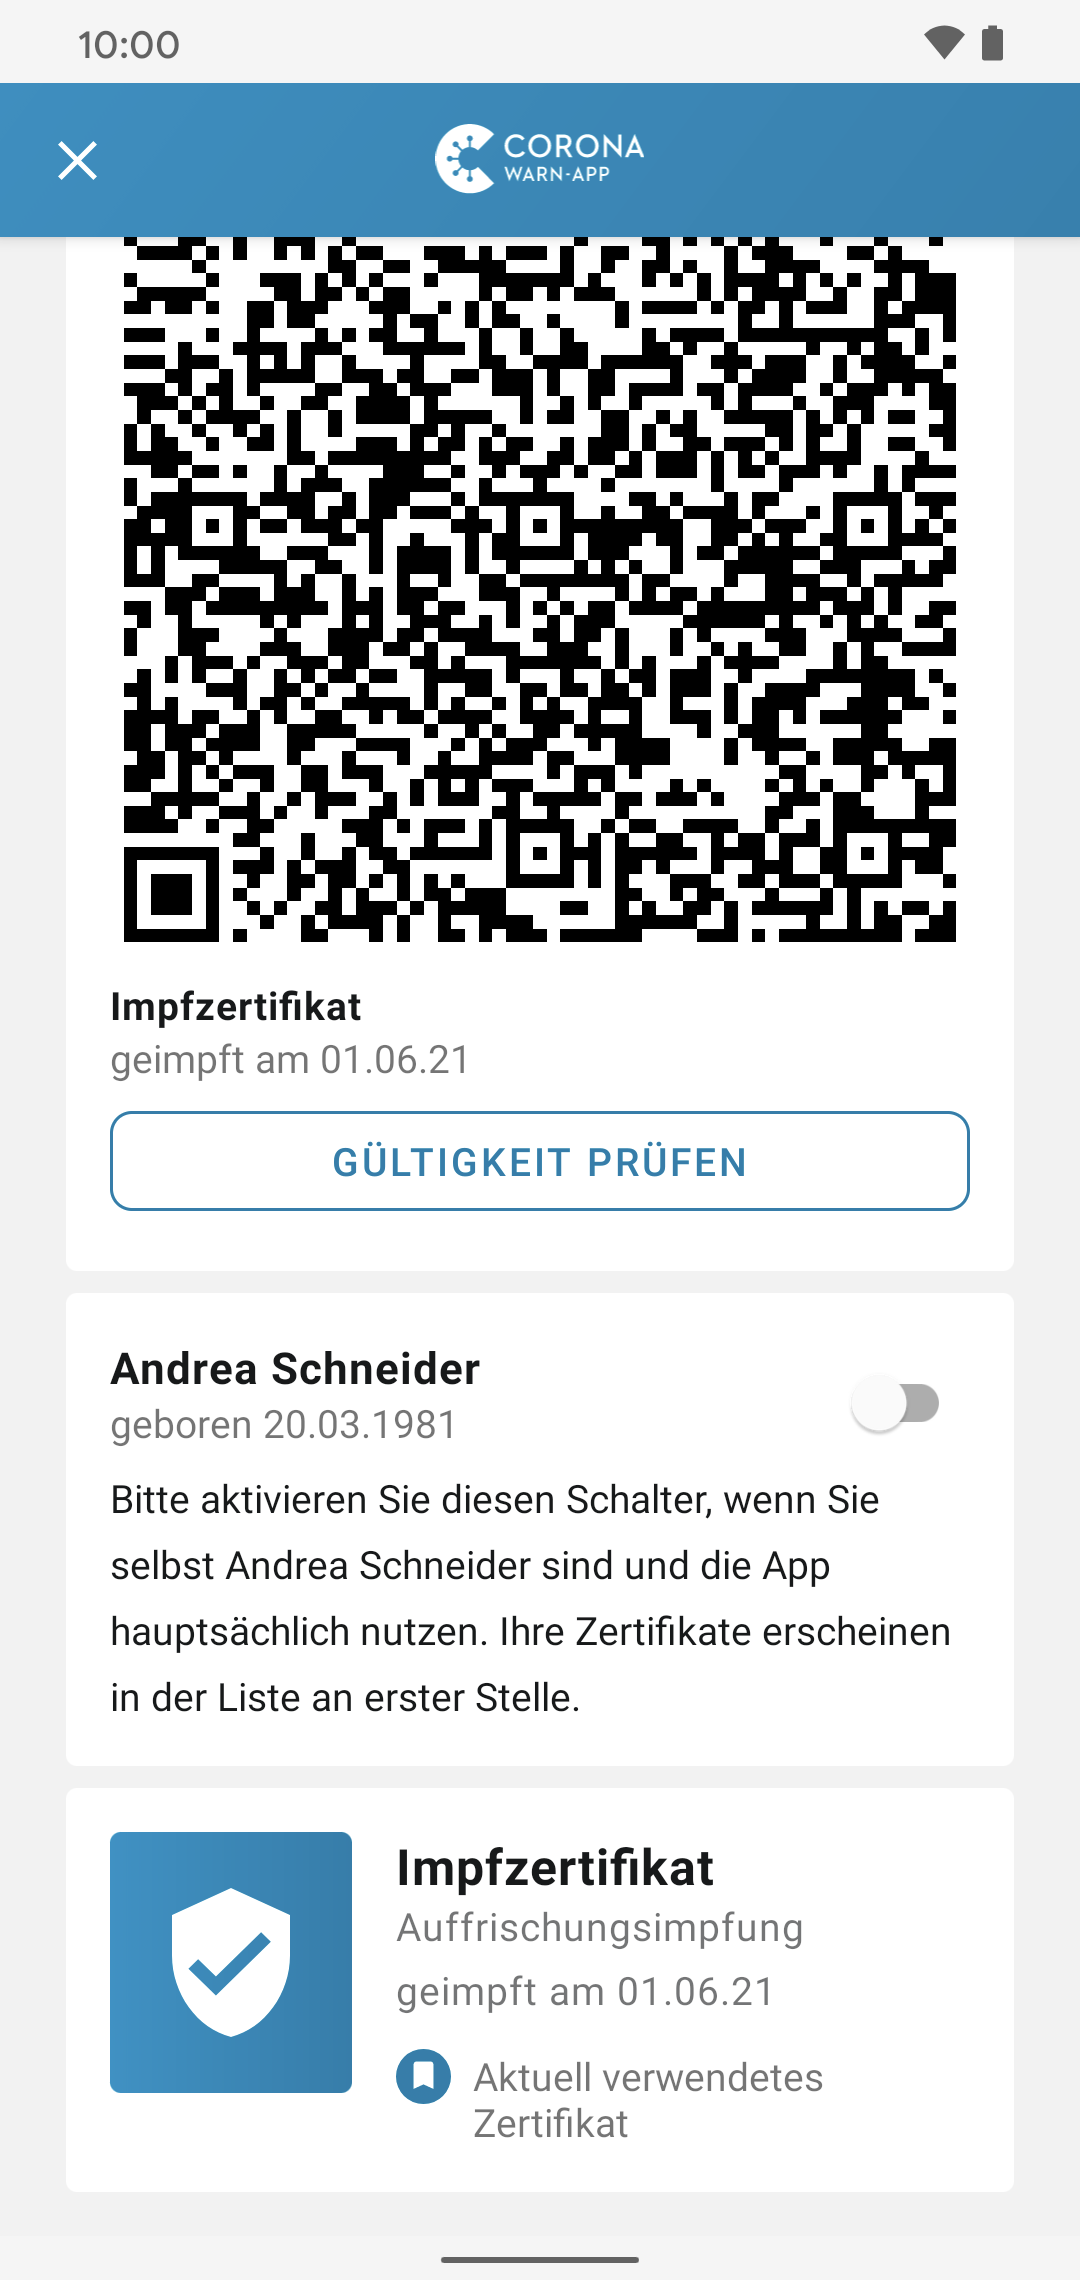 10:00
CORONA
WARN-APP
Impfzertifikat
geimpft am 01.06.21
GÜLTIGKEIT PRÜFEN
Andrea Schneider
geboren 20.03.1981
Bitte aktivieren Sie diesen Schalter, wenn Sie
selbst Andrea Schneider sind und die App
hauptsächlich nutzen. Ihre Zertifikate erscheinen
in der Liste an erster Stelle.
Impfzertifikat
Auffrischungsimpfung
geimpft am 01.06.21
Aktuell verwendetes
Zertifikat